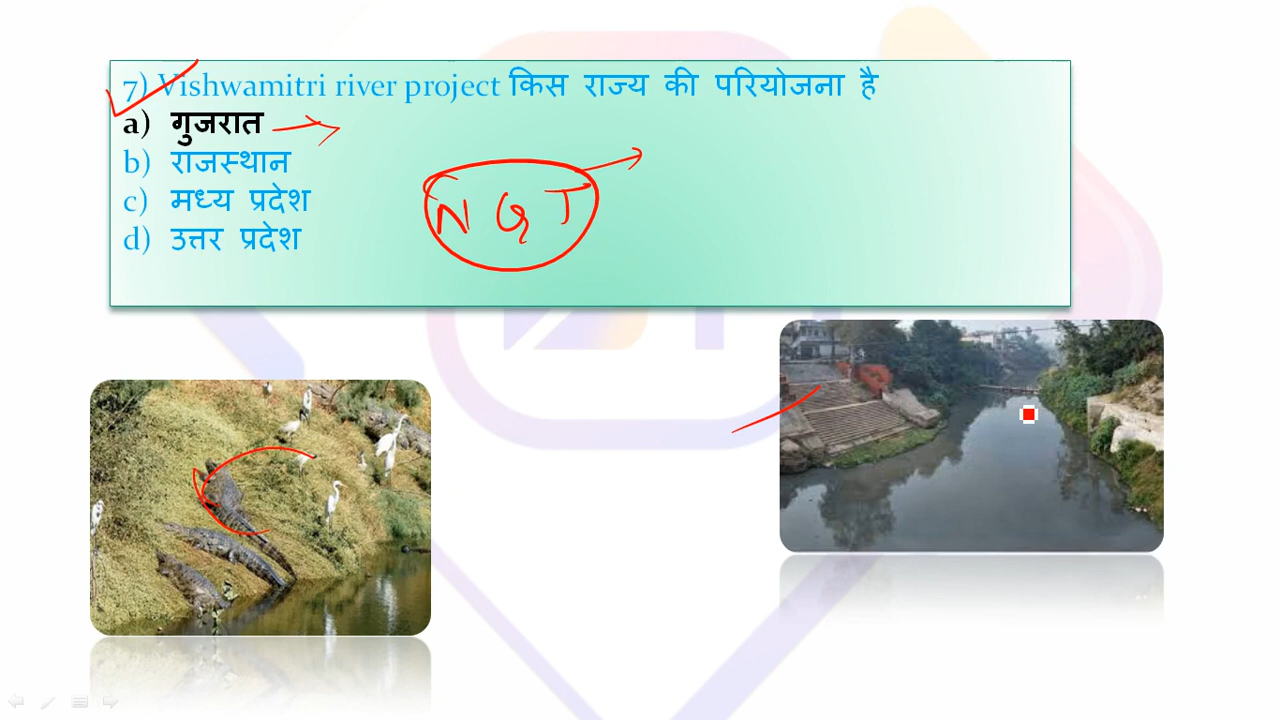 7) Vishwamitri river project किस राज्य की परियोजना है
a) गुजरात
b) राजस्थान
c) मध्य प्रदेश
d) उत्तर प्रदेश
NGT